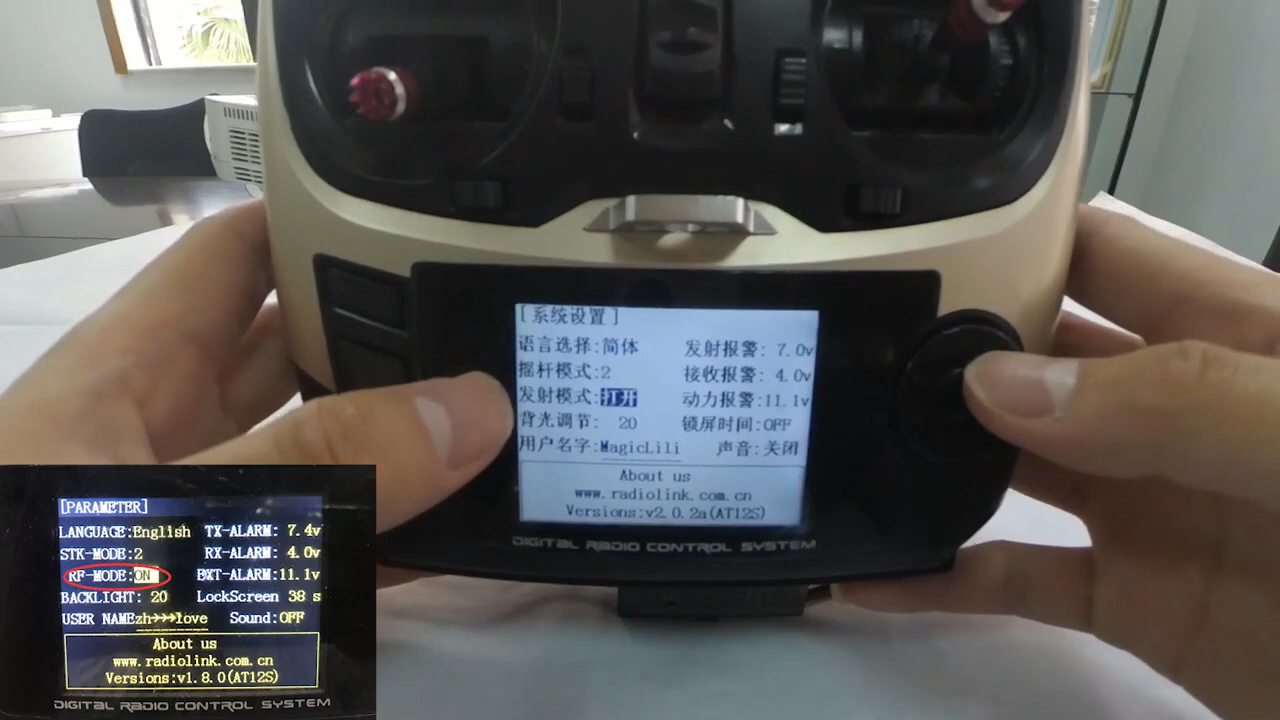 [系统设置]
语言选择:简体 发射报警: 7.0v
摇杆模式:2 接收报警: 4.0v
发射模式:打开 动力报警:11.1v
背光调节: 20 锁屏时间:OFF
用户名字:MagicLili 声音:关闭
About us
www.radiolink.com.cn
Versions:v2.0.2a(AT12S)
DIGITAL RADIO CONTROL SYSTEM
[PARAMETER]
LANGUAGE:English TX-ALARM: 7.4v
STK-MODE:2 RX-ALARM: 4.0v
RF-MODE:ON EXT-ALARM:11.1v
BACKLIGHT: 20 LockScreen 38 s
USER NAME:zh→→→love Sound:OFF
About us
www.radiolink.com.cn
Versions:v1.8.0(AT12S)
DIGITAL RADIO CONTROL SYSTEM